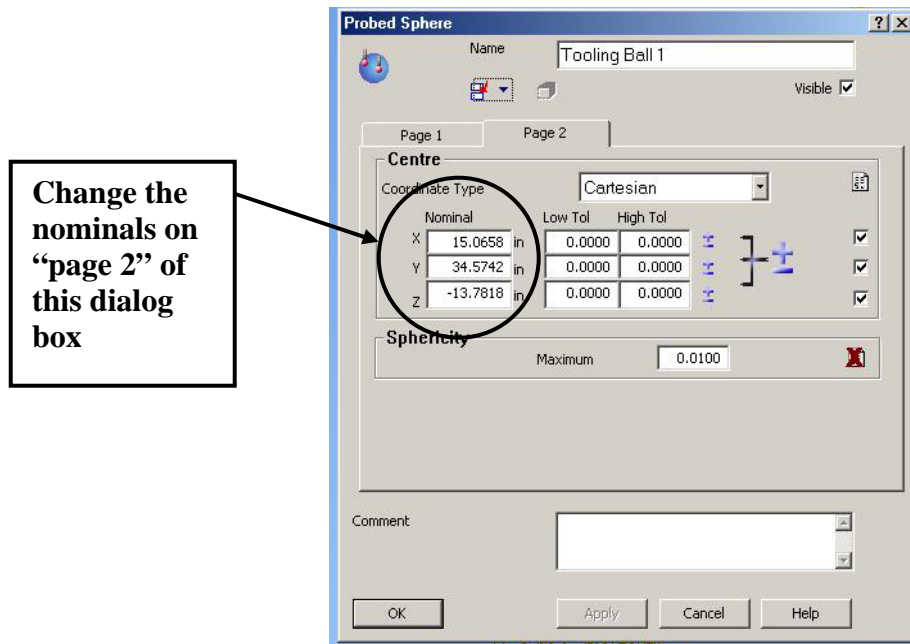 Probed Sphere
Name
Tooling Ball 1
Visible
Page 1
Page 2
Change the
nominals on
“page 2” of
this dialog
box
Centre
Coordinate Type
Cartesian
Nominal
Low Tol
High Tol
X 15.0658 in 0.0000 0.0000
Y 34.5742 in 0.0000 0.0000
Z -13.7818 in 0.0000 0.0000
Sphericity
Maximum 0.0100
Comment
OK
Apply
Cancel
Help